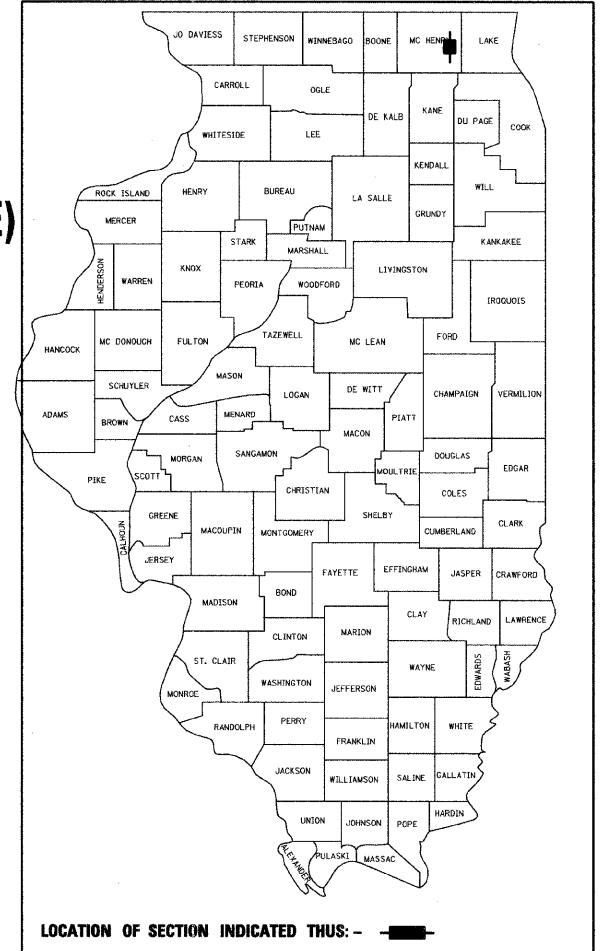 JO DAVIESS STEPHENSON WINNEBAGO BOONE MC HENRY LAKE
CARROLL OGLE DE KALB KANE DU PAGE COOK
WHITESIDE LEE
KENDALL WILL
ROCK ISLAND HENRY BUREAU LA SALLE GRUNDY
MERCER PUTNAM KANKAKEE
E)
STARK MARSHALL
HENDERSON WARREN KNOX PEORIA WOODFORD LIVINGSTON IROQUOIS
HANCOCK MC DONOUGH FULTON TAZEWELL MC LEAN FORD
MASON
SCHUYLER LOGAN DE WITT CHAMPAIGN VERMILION
ADAMS BROWN CASS MENARD PIATT
MACON
MORGAN SANGAMON DOUGLAS
PIKE SCOTT MOULTRIE EDGAR
CHRISTIAN COLES
GREENE MACOUPIN SHELBY
CALHOUN MONTGOMERY CUMBERLAND CLARK
JERSEY
FAYETTE EFFINGHAM JASPER CRAWFORD
MADISON BOND
CLAY
CLINTON MARION RICHLAND LAWRENCE
ST. CLAIR WAYNE EDWARDS WABASH
WASHINGTON JEFFERSON
MONROE
RANDOLPH PERRY HAMILTON WHITE
FRANKLIN
JACKSON WILLIAMSON SALINE GALLATIN
UNION JOHNSON POPE HARDIN
ALEXANDER PULASKI MASSAC
LOCATION OF SECTION INDICATED THUS: -